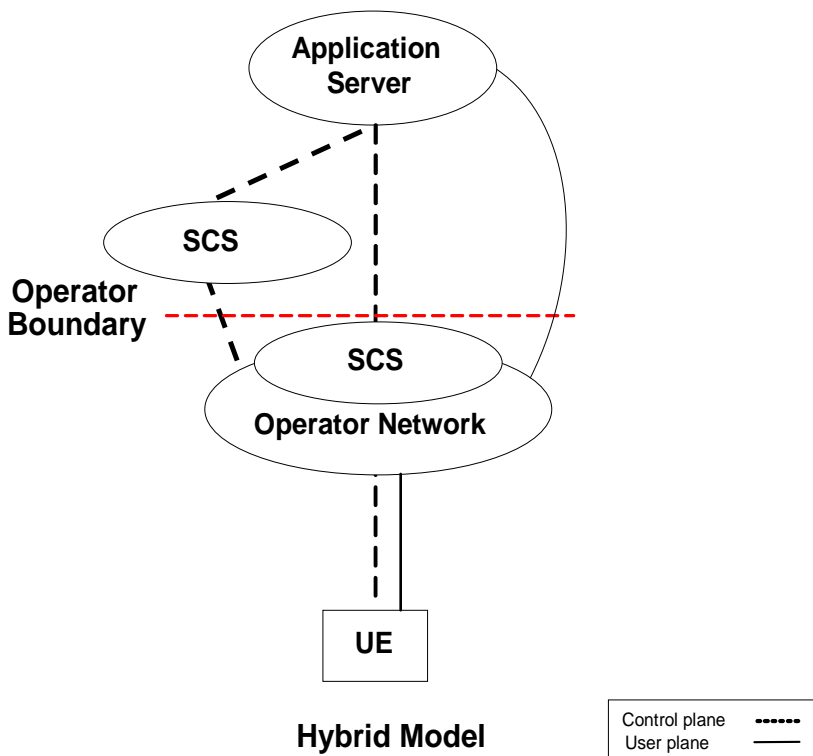 Application
Server
SCS
Operator
Boundary
SCS
Operator Network
UE
Hybrid Model
Control plane
User plane